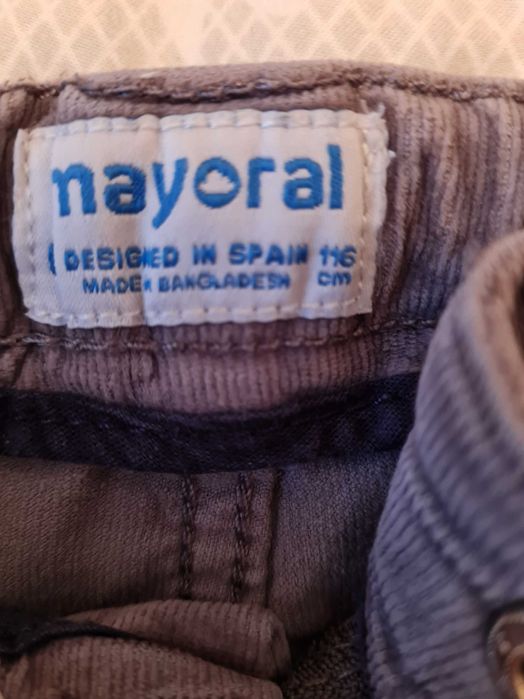 mayoral
DESIGNED IN SPAIN 116
MADE IN BANGLADESH cm